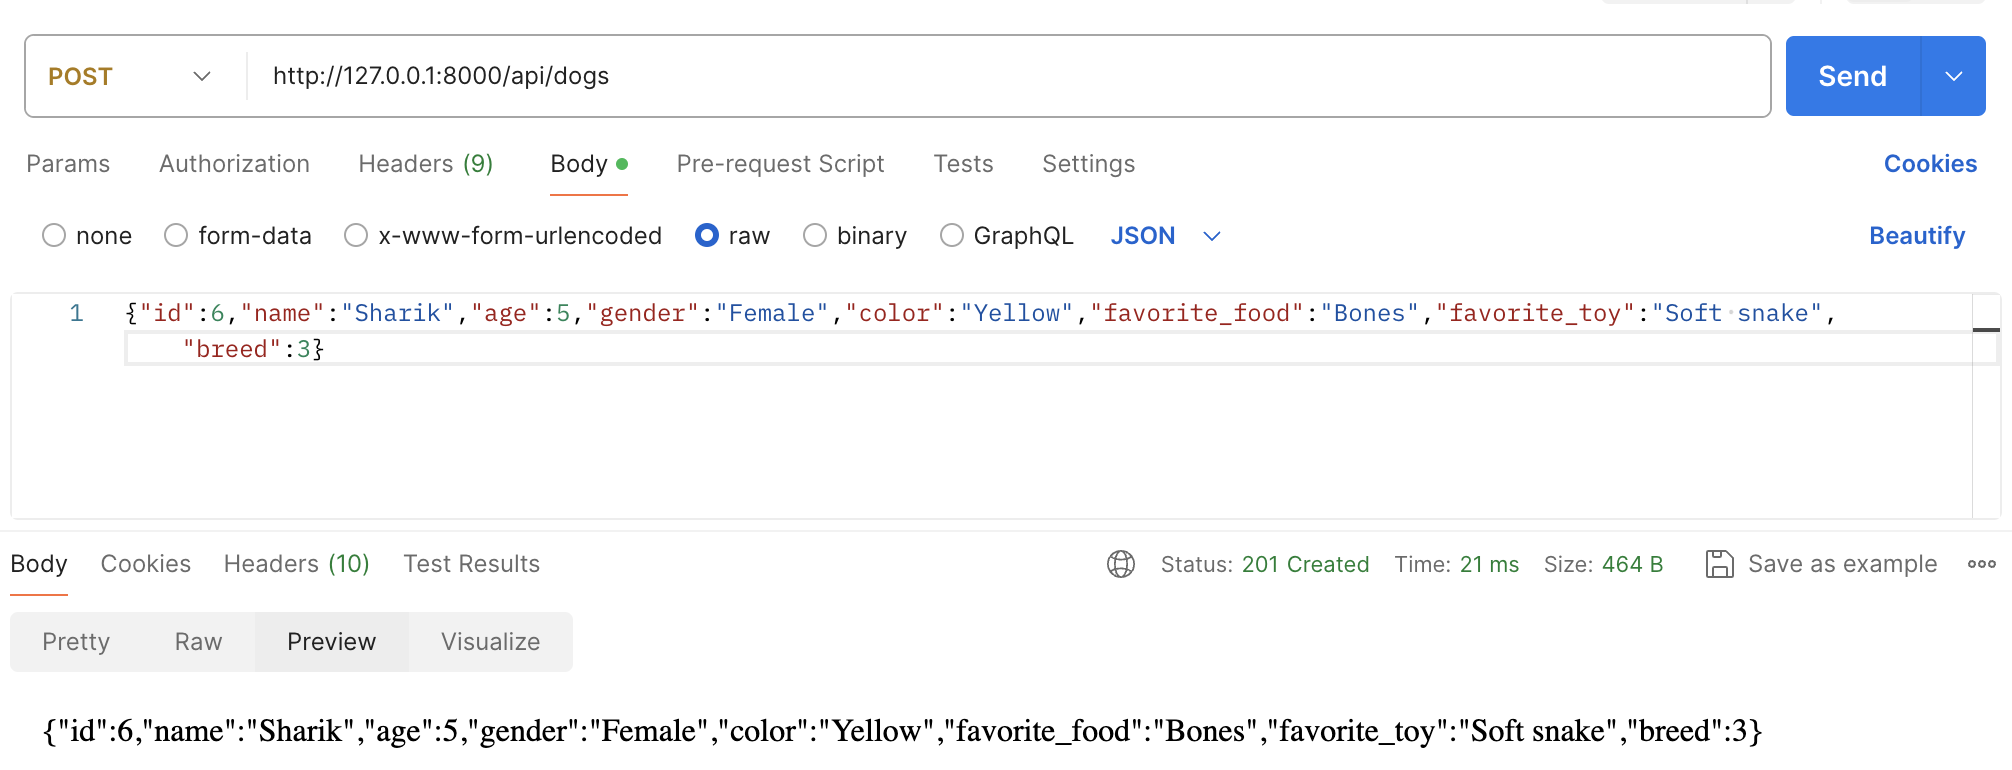 POST http://127.0.0.1:8000/api/dogs Send
Params Authorization Headers (9) Body Pre-request Script Tests Settings Cookies
none form-data x-www-form-urlencoded raw binary GraphQL JSON Beautify
1 {"id":6,"name":"Sharik","age":5,"gender":"Female","color":"Yellow","favorite_food":"Bones","favorite_toy":"Soft snake",
"breed":3}
Body Cookies Headers (10) Test Results Status: 201 Created Time: 21 ms Size: 464 B Save as example
Pretty Raw Preview Visualize
{"id":6,"name":"Sharik","age":5,"gender":"Female","color":"Yellow","favorite_food":"Bones","favorite_toy":"Soft snake","breed":3}